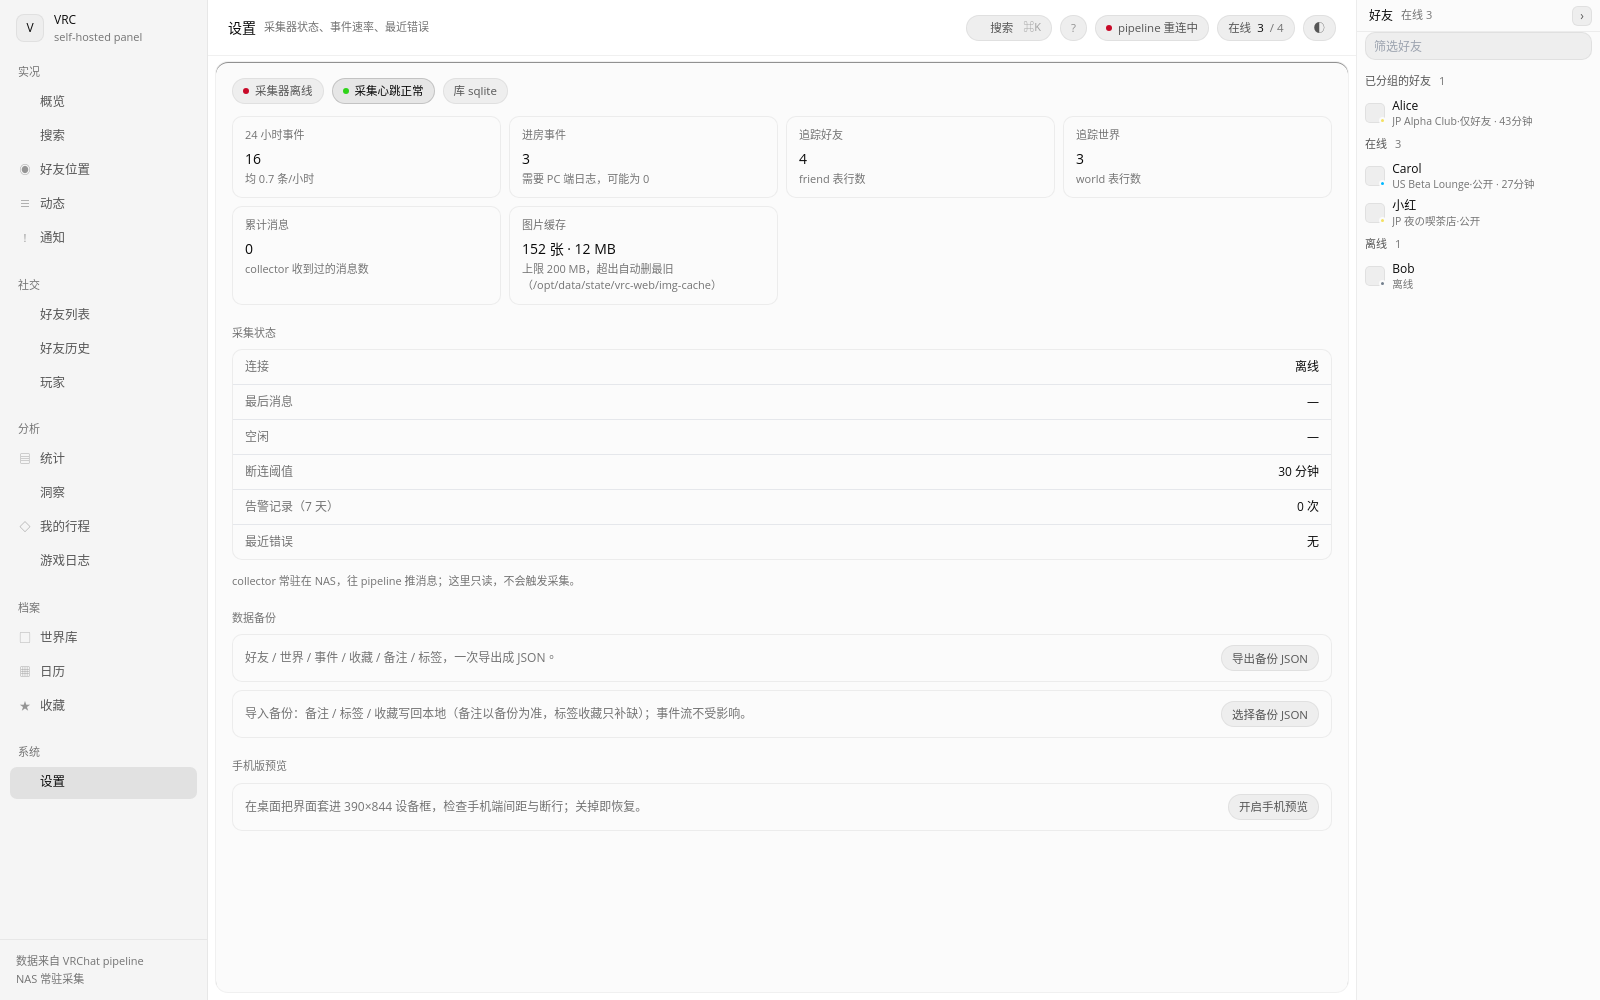 V
VRC
self-hosted panel
实况
概览
搜索
好友位置
动态
通知
社交
好友列表
好友历史
玩家
分析
统计
洞察
我的行程
游戏日志
档案
世界库
日历
收藏
系统
设置
数据来自 VRChat pipeline
NAS 常驻采集
设置 采集器状态、事件速率、最近错误
搜索 ⌘K
?
pipeline 重连中
在线 3 / 4
采集器离线
采集心跳正常
库 sqlite
24 小时事件
16
均 0.7 条/小时
进房事件
3
需要 PC 端日志，可能为 0
追踪好友
4
friend 表行数
追踪世界
3
world 表行数
累计消息
0
collector 收到过的消息数
图片缓存
152 张 · 12 MB
上限 200 MB，超出自动删最旧
（/opt/data/state/vrc-web/img-cache）
采集状态
连接 离线
最后消息 —
空闲 —
断连阈值 30 分钟
告警记录（7 天） 0 次
最近错误 无
collector 常驻在 NAS，往 pipeline 推消息；这里只读，不会触发采集。
数据备份
好友 / 世界 / 事件 / 收藏 / 备注 / 标签，一次导出成 JSON 。
导出备份 JSON
导入备份：备注 / 标签 / 收藏写回本地（备注以备份为准，标签收藏只补缺）；事件流不受影响。
选择备份 JSON
手机版预览
在桌面把界面套进 390×844 设备框，检查手机端间距与断行；关掉即恢复。
开启手机预览
好友 在线 3
›
筛选好友
已分组的好友 1
Alice
JP Alpha Club·仅好友 · 43分钟
在线 3
Carol
US Beta Lounge·公开 · 27分钟
小红
JP 夜の喫茶店·公开
离线 1
Bob
离线